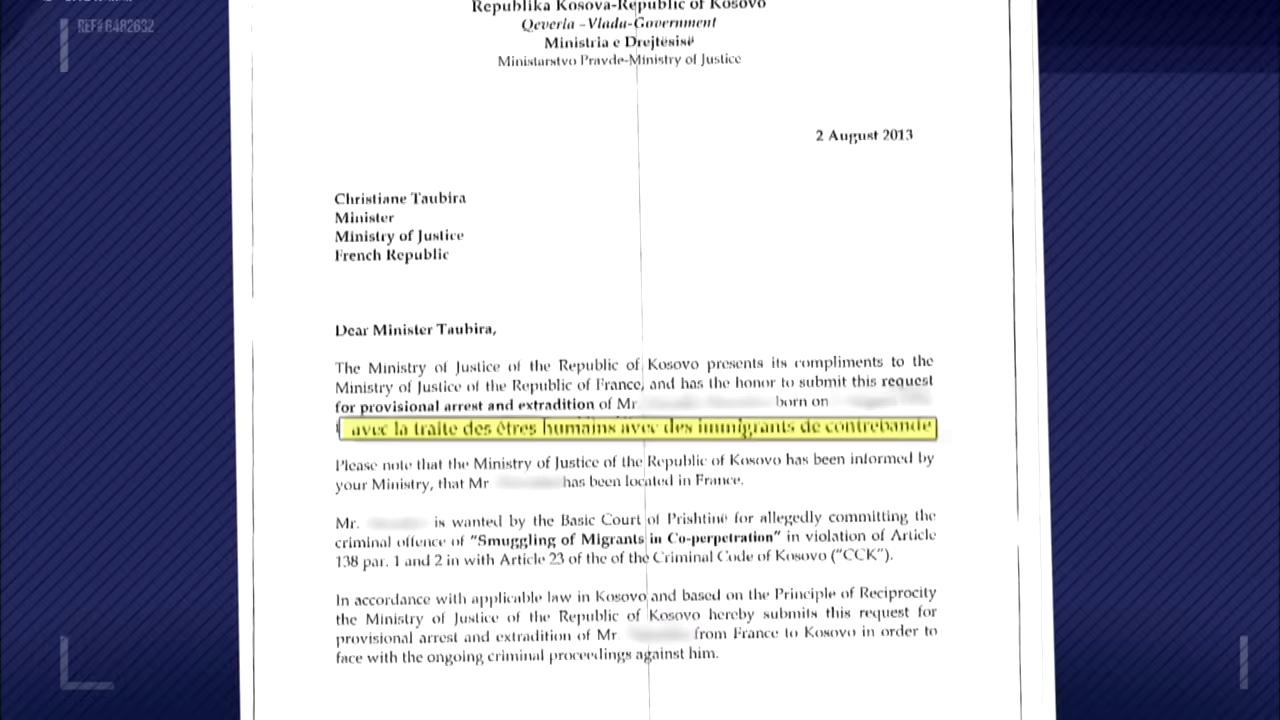 REF#6482632
Republika Kosova-Republic of Kosovo
Qeveria -Vlada-Government
Ministria e Drejtësisë
Ministarstvo Pravde-Ministry of Justice
2 August 2013
Christiane Taubira
Minister
Ministry of Justice
French Republic
Dear Minister Taubira,
The Ministry of Justice of the Republic of Kosovo presents its compliments to the
Ministry of Justice of the Republic of France, and has the honor to submit this request
for provisional arrest and extradition of Mr born on
avec la traite des êtres humains avec des immigrants de contrebande
Please note that the Ministry of Justice of the Republic of Kosovo has been informed by
your Ministry, that Mr has been located in France.
Mr. is wanted by the Basic Court of Prishtinë for allegedly committing the
criminal offence of "Smuggling of Migrants in Co-perpetration" in violation of Article
138 par. 1 and 2 in with Article 23 of the of the Criminal Code of Kosovo ("CCK").
In accordance with applicable law in Kosovo and based on the Principle of Reciprocity
the Ministry of Justice of the Republic of Kosovo hereby submits this request for
provisional arrest and extradition of Mr from France to Kosovo in order to
face with the ongoing criminal proceedings against him.